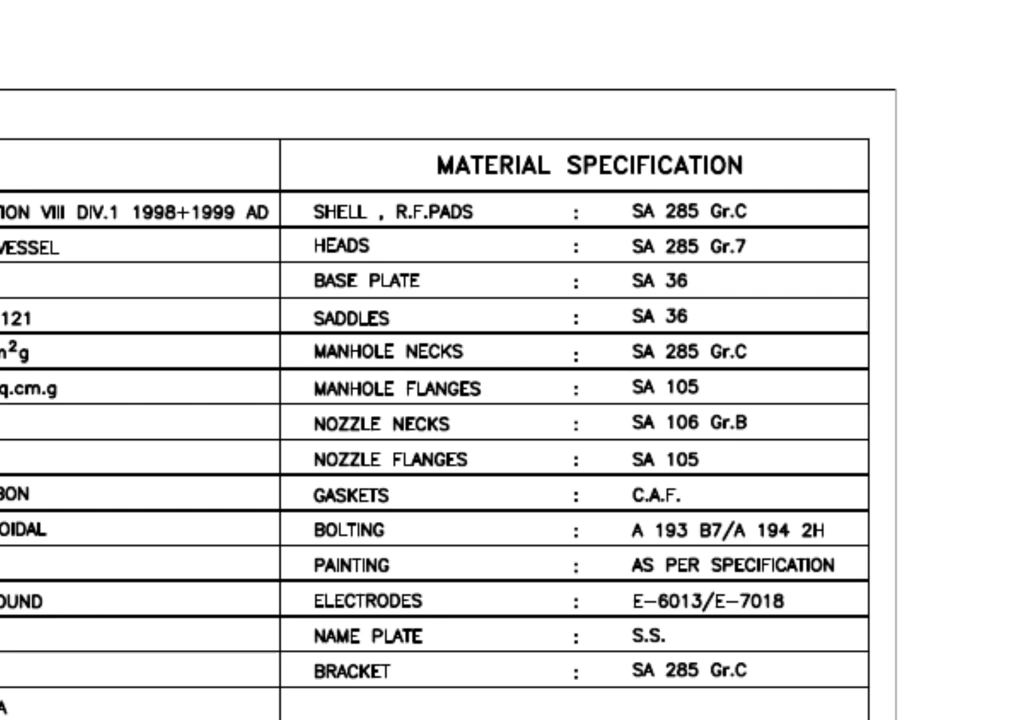 MATERIAL SPECIFICATION
TION VIII DIV.1 1998+1999 AD SHELL , R.F.PADS : SA 285 Gr.C
VESSEL HEADS : SA 285 Gr.7
BASE PLATE : SA 36
121 SADDLES : SA 36
m²g MANHOLE NECKS : SA 285 Gr.C
q.cm.g MANHOLE FLANGES : SA 105
NOZZLE NECKS : SA 106 Gr.B
NOZZLE FLANGES : SA 105
BON GASKETS : C.A.F.
OIDAL BOLTING : A 193 B7/A 194 2H
PAINTING : AS PER SPECIFICATION
OUND ELECTRODES : E-6013/E-7018
NAME PLATE : S.S.
BRACKET : SA 285 Gr.C
A